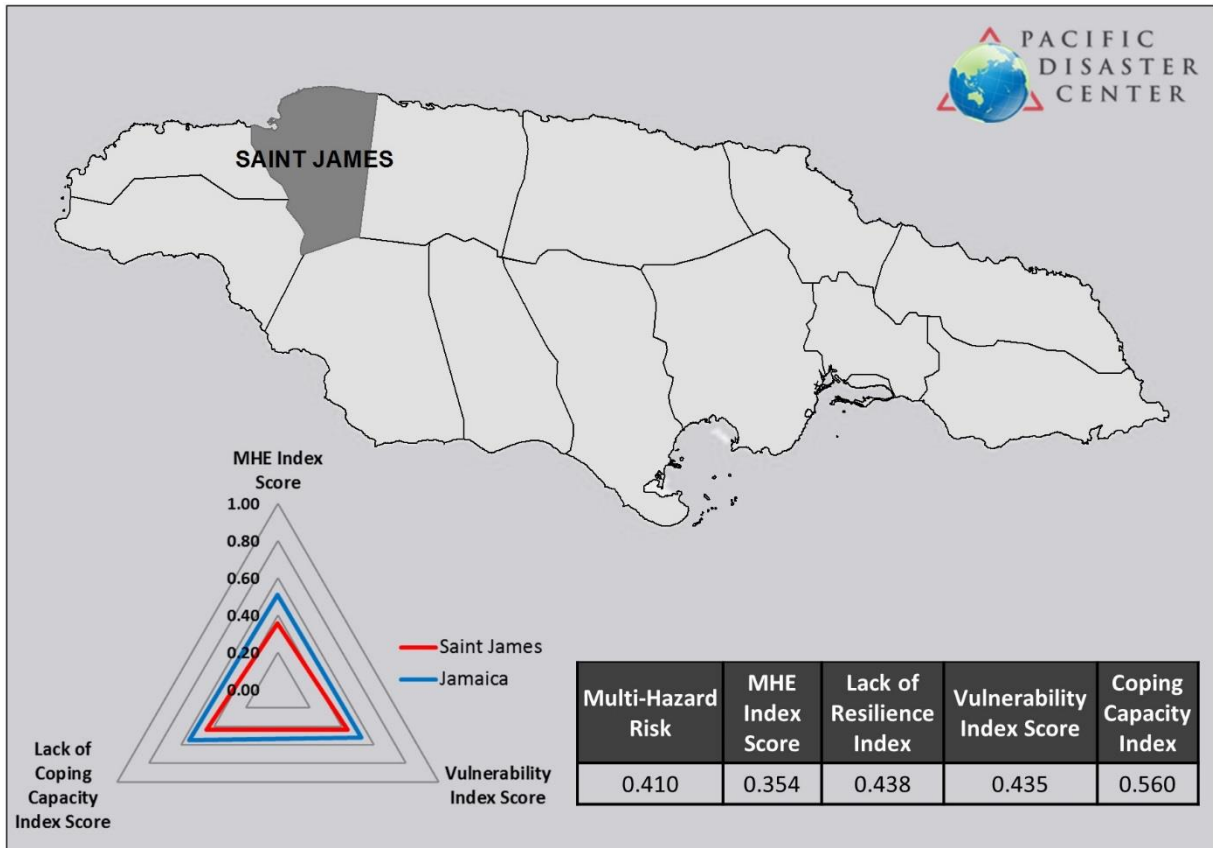 PACIFIC
DISASTER
CENTER
SAINT JAMES
MHE Index
Score
1.00
0.80
0.60
0.40
0.20
0.00
Lack of
Coping
Capacity
Index Score
Vulnerability
Index Score
Saint James
Jamaica
Multi-Hazard
Risk
MHE
Index
Score
Lack of
Resilience
Index
Vulnerability
Index Score
Coping
Capacity
Index
0.410
0.354
0.438
0.435
0.560